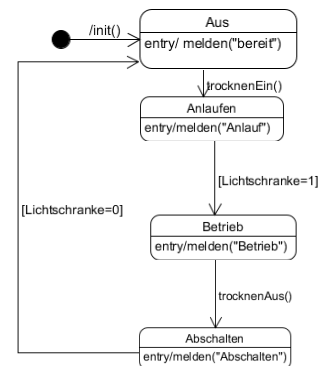 Aus
/init()
entry/ melden("bereit")
trocknenEin()
Anlaufen
entry/melden("Anlauf")
[Lichtschranke=1]
[Lichtschranke=0]
Betrieb
entry/melden("Betrieb")
trocknenAus()
Abschalten
entry/melden("Abschalten")